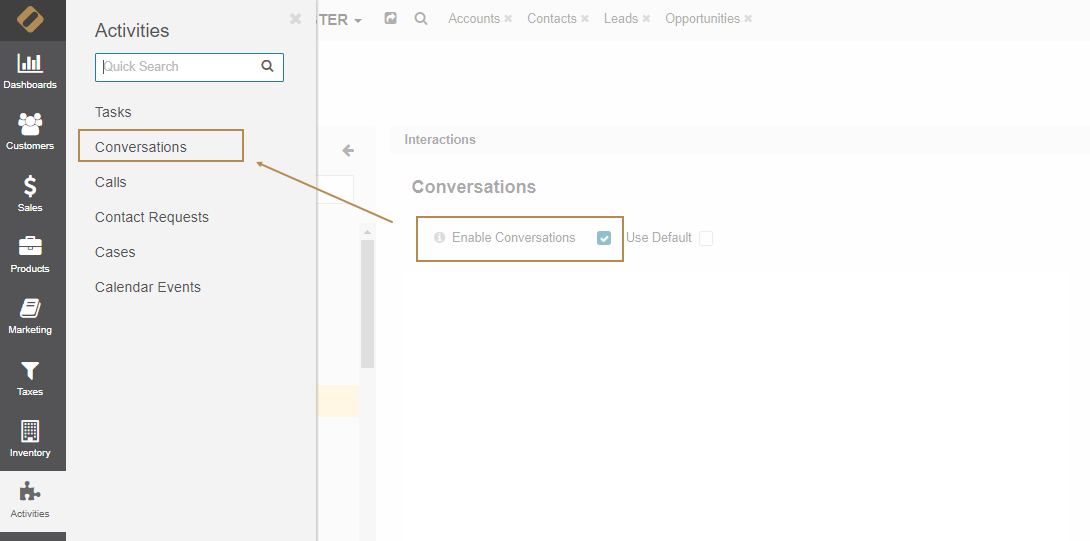 Dashboards
Customers
Sales
Products
Marketing
Taxes
Inventory
Activities
Activities
Quick Search
Tasks
Conversations
Calls
Contact Requests
Cases
Calendar Events
STER
Accounts
Contacts
Leads
Opportunities
Interactions
Conversations
Enable Conversations
Use Default